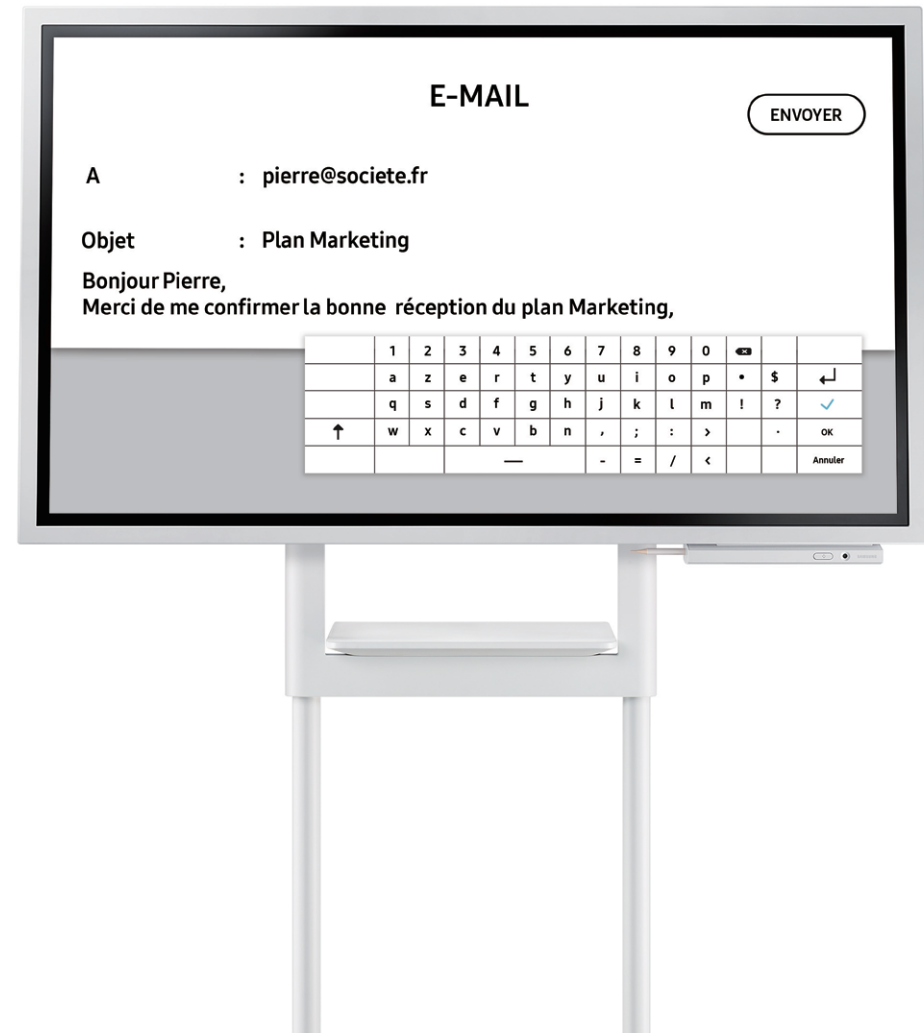 E-MAIL
ENVOYER
A : pierre@societe.fr
Objet : Plan Marketing
Bonjour Pierre,
Merci de me confirmer la bonne réception du plan Marketing,
1 2 3 4 5 6 7 8 9 0
a z e r t y u i o p • $
q s d f g h j k l m ! ?
w x c v b n , ; : > . OK
— - = / < Annuler